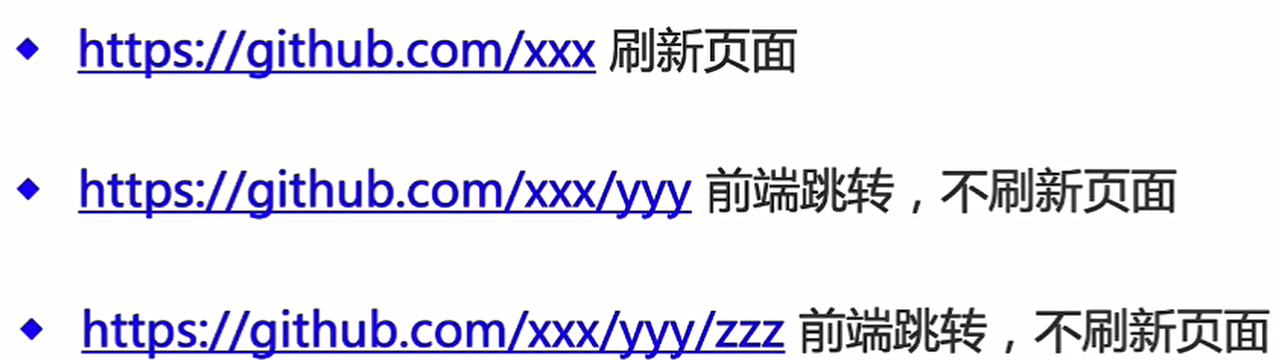 ◆ https://github.com/xxx 刷新页面
◆ https://github.com/xxx/yyy 前端跳转，不刷新页面
◆ https://github.com/xxx/yyy/zzz 前端跳转，不刷新页面